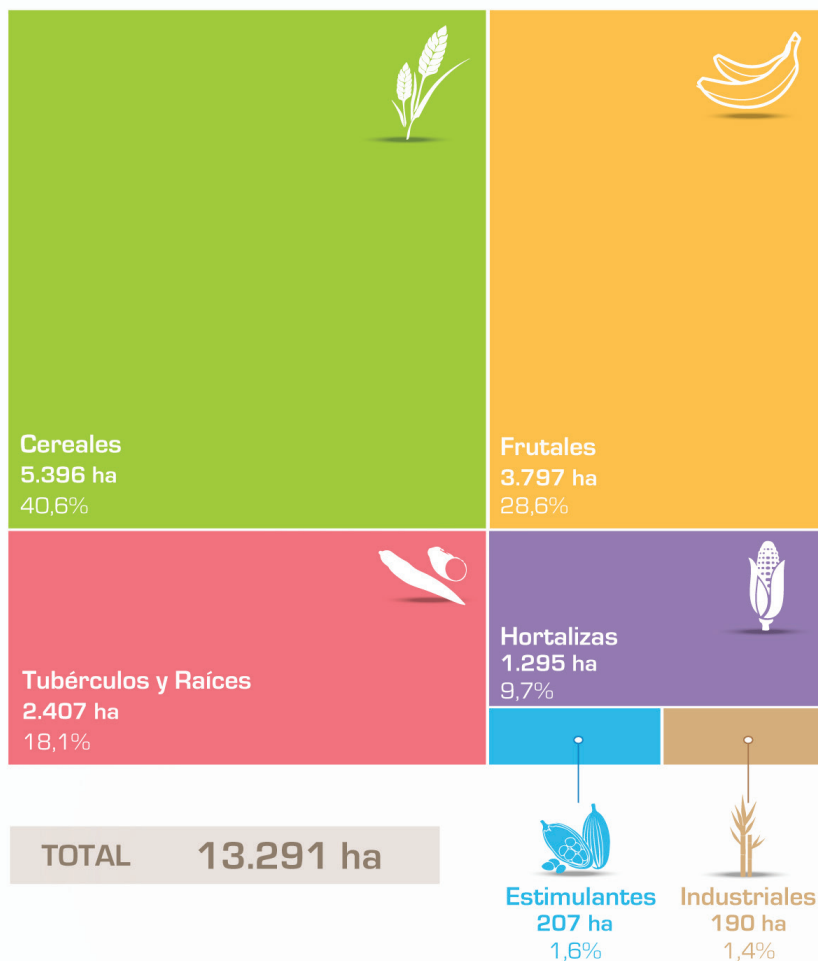 Cereales
5.396 ha
40,6%
Frutales
3.797 ha
28,6%
Tubérculos y Raíces
2.407 ha
18,1%
Hortalizas
1.295 ha
9,7%
TOTAL 13.291 ha
Estimulantes
207 ha
1,6%
Industriales
190 ha
1,4%